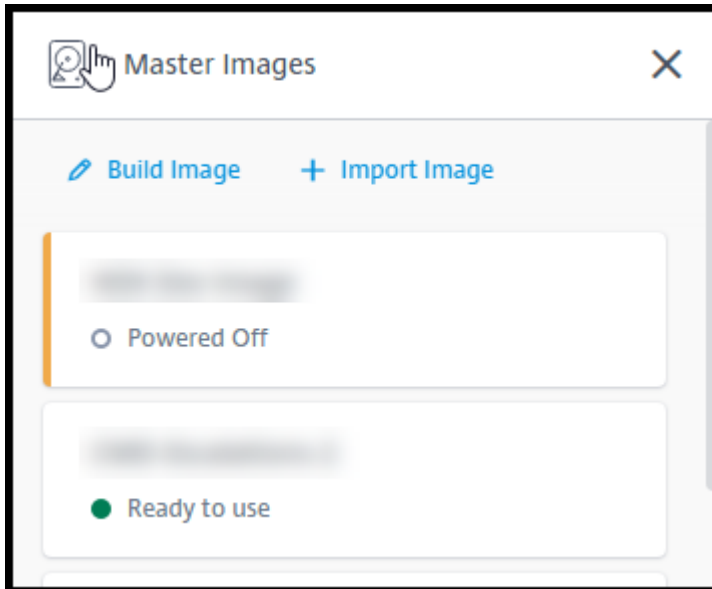 Master Images
Build Image
Import Image
Powered Off
Ready to use